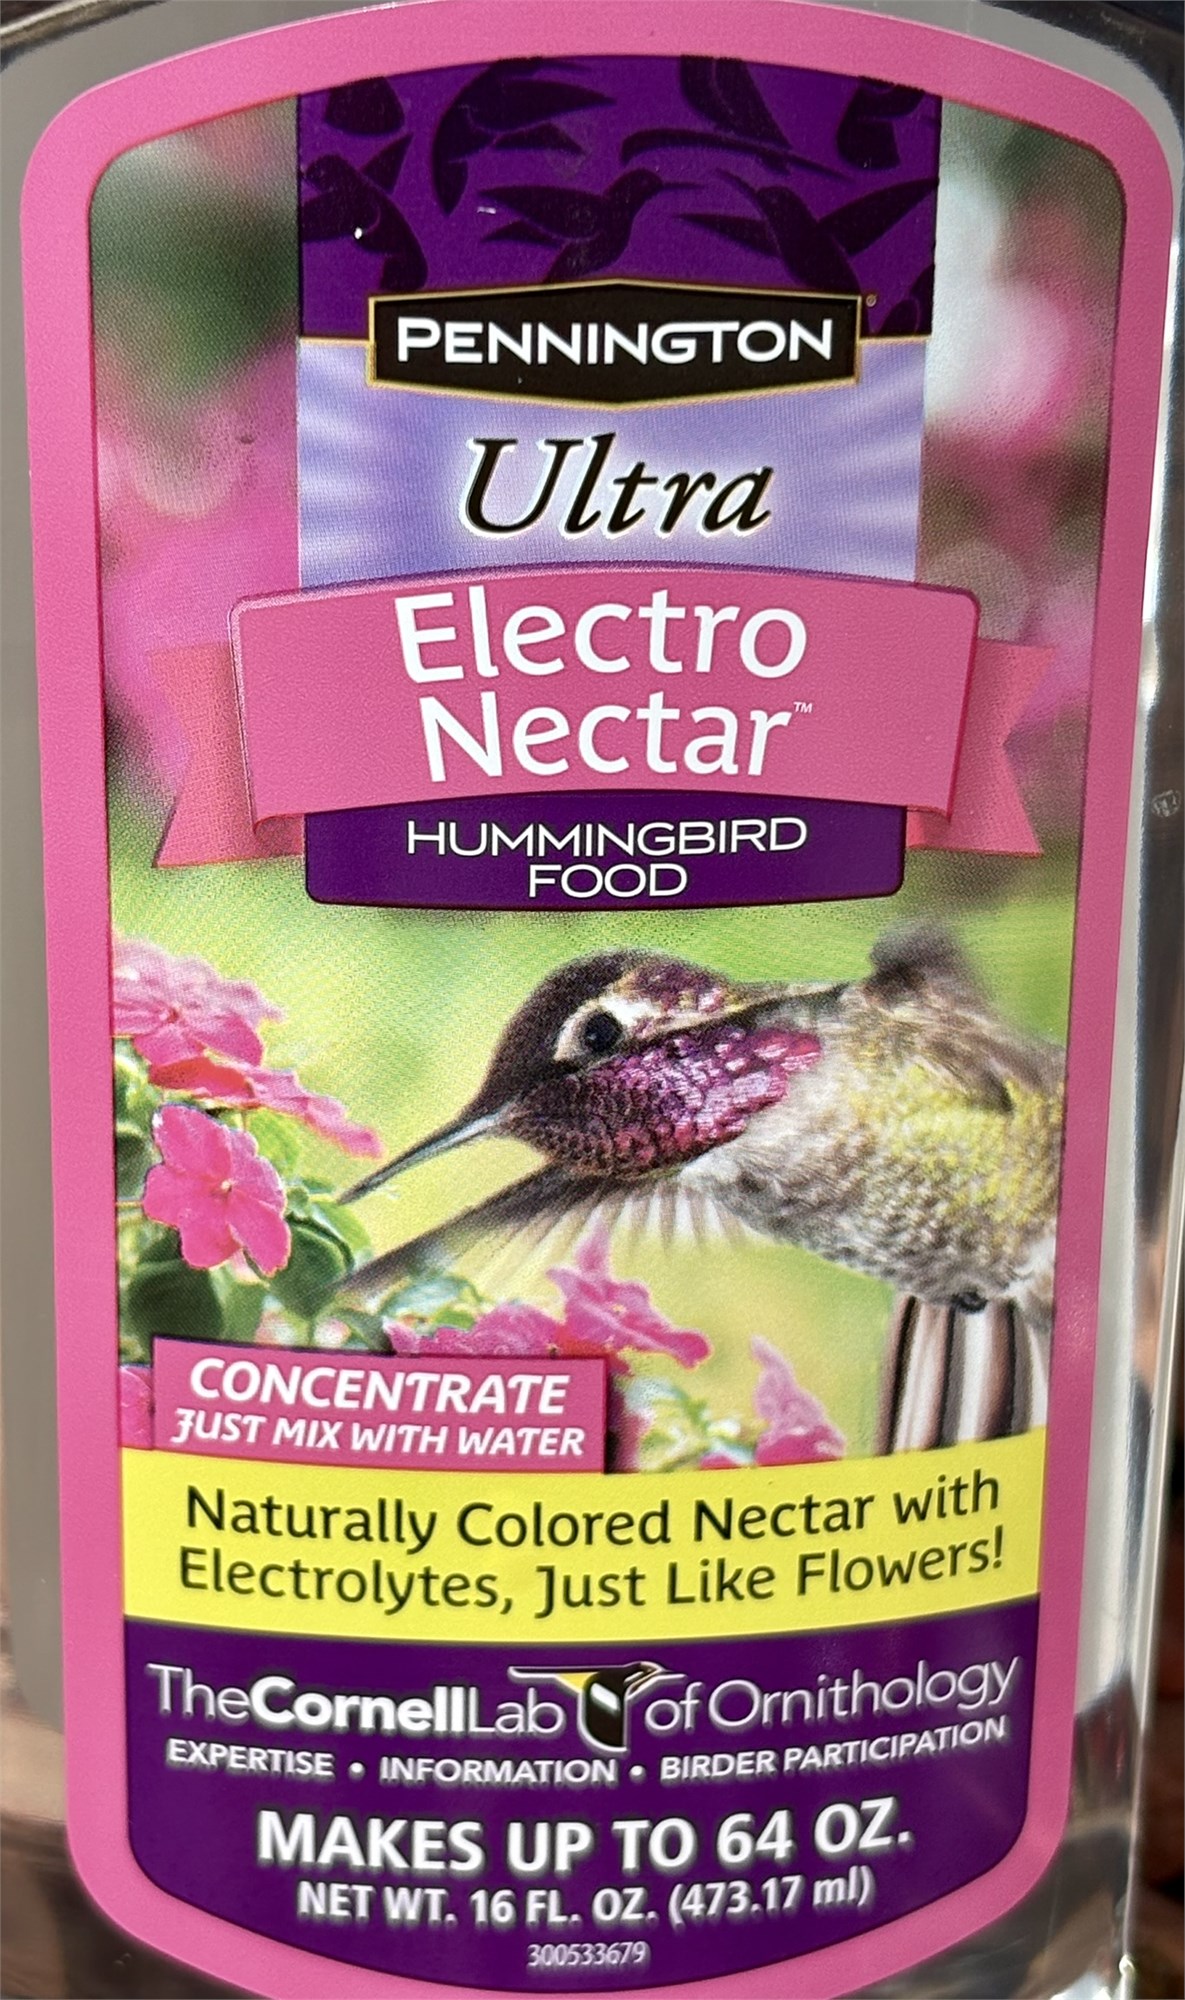 PENNINGTON®
Ultra
Electro
Nectar™
HUMMINGBIRD
FOOD
CONCENTRATE
JUST MIX WITH WATER
Naturally Colored Nectar with
Electrolytes, Just Like Flowers!
TheCornellLab of Ornithology
EXPERTISE • INFORMATION • BIRDER PARTICIPATION
MAKES UP TO 64 OZ.
NET WT. 16 FL. OZ. (473.17 ml)
300533679